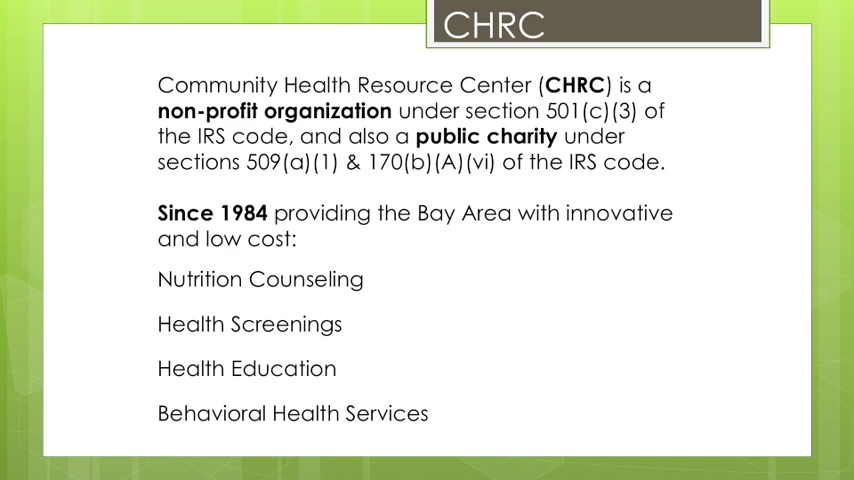 CHRC
Community Health Resource Center (CHRC) is a
non-profit organization under section 501(c)(3) of
the IRS code, and also a public charity under
sections 509(a)(1) & 170(b)(A)(vi) of the IRS code.
Since 1984 providing the Bay Area with innovative
and low cost:
Nutrition Counseling
Health Screenings
Health Education
Behavioral Health Services